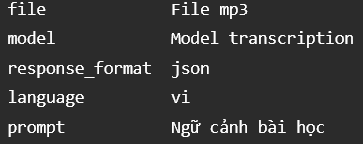 file File mp3
model Model transcription
response_format json
language vi
prompt Ngữ cảnh bài học